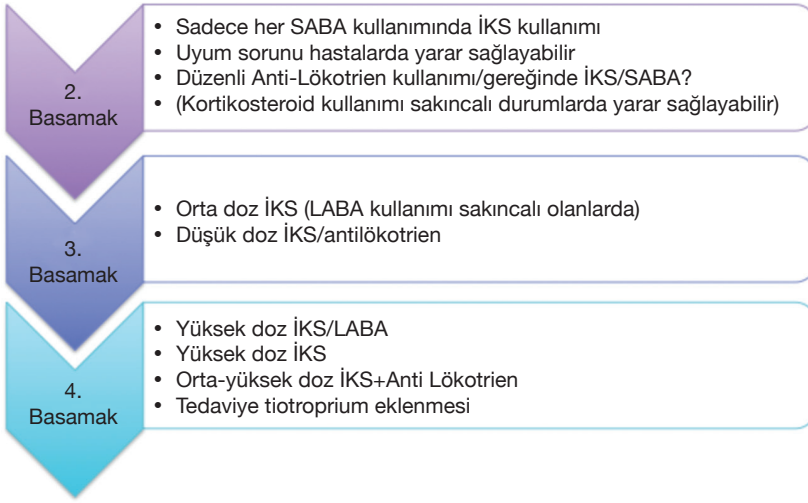 2.
Basamak
• Sadece her SABA kullanımında İKS kullanımı
• Uyum sorunu hastalarda yarar sağlayabilir
• Düzenli Anti-Lökotrien kullanımı/gereğinde İKS/SABA?
• (Kortikosteroid kullanımı sakıncalı durumlarda yarar sağlayabilir)
3.
Basamak
• Orta doz İKS (LABA kullanımı sakıncalı olanlarda)
• Düşük doz İKS/antilökotrien
4.
Basamak
• Yüksek doz İKS/LABA
• Yüksek doz İKS
• Orta-yüksek doz İKS+Anti Lökotrien
• Tedaviye tiotroprium eklenmesi